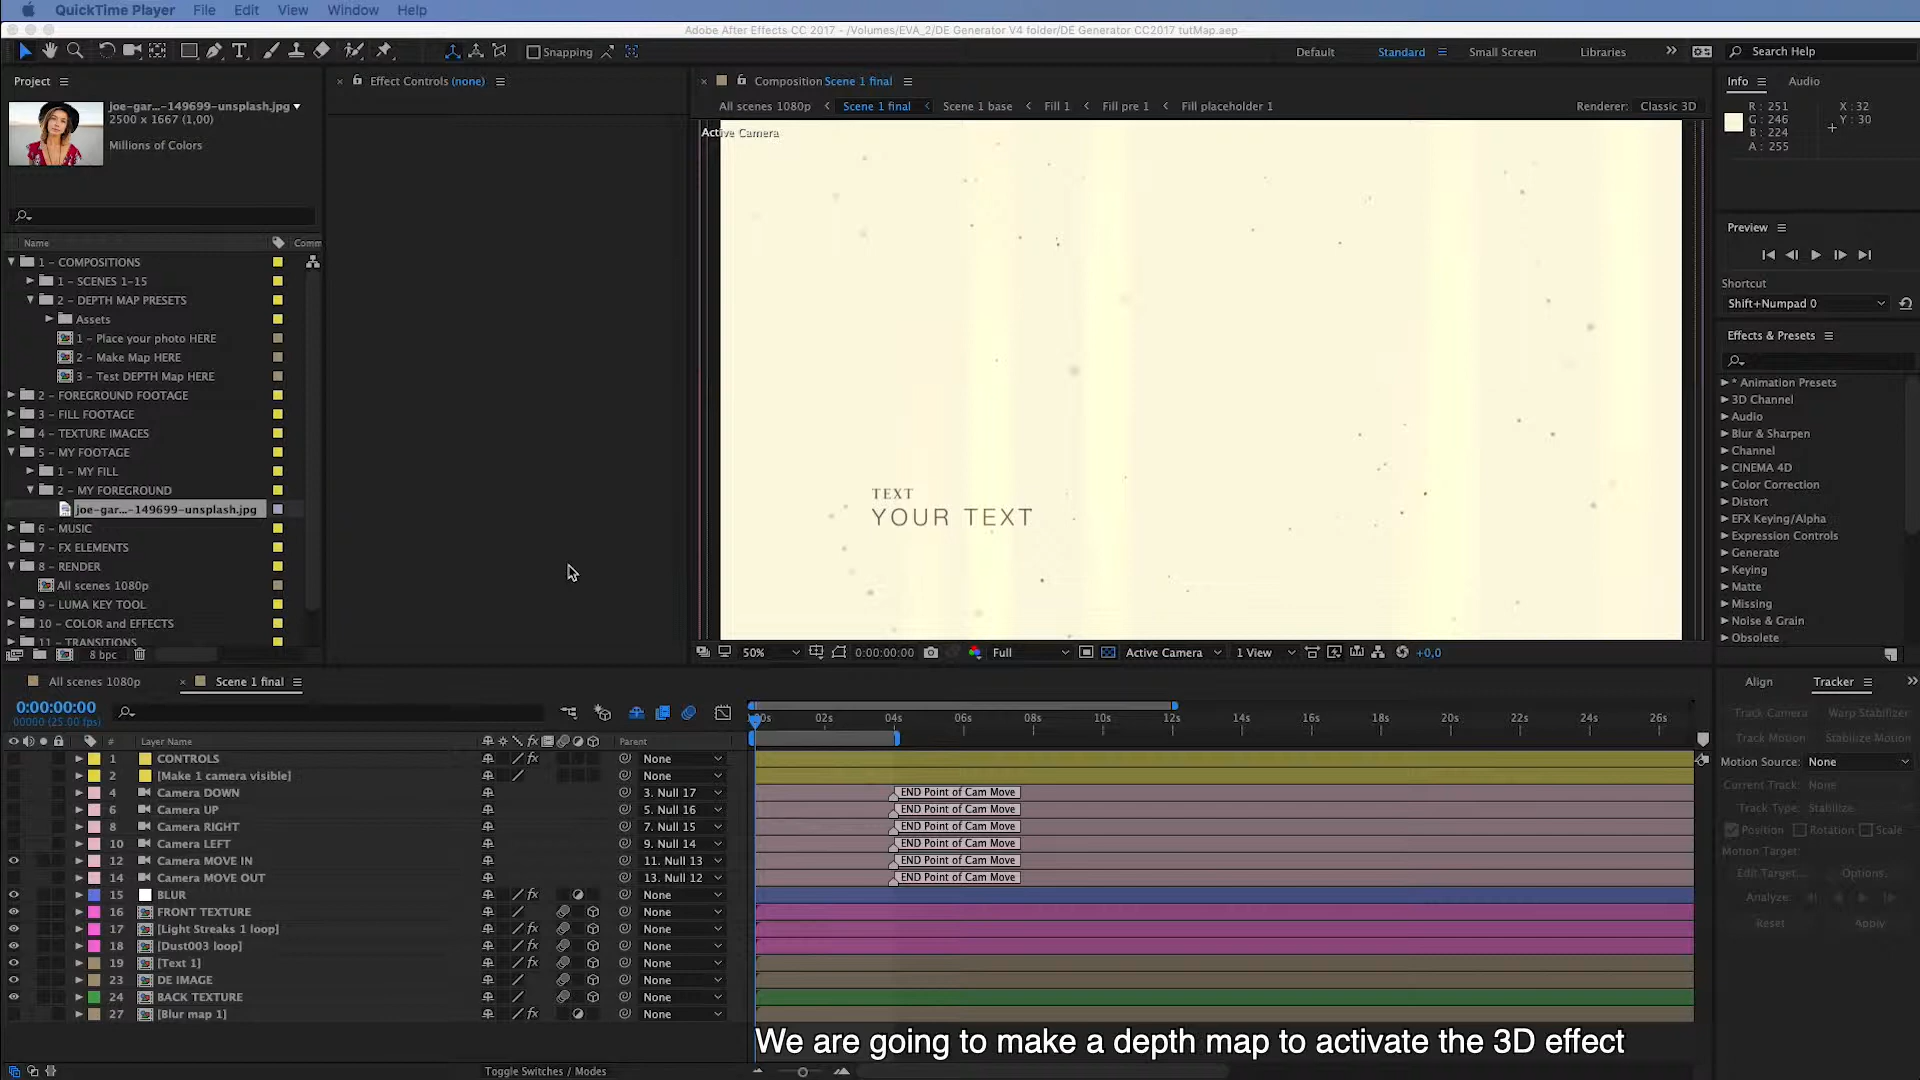 QuickTime Player File Edit View Window Help
Adobe After Effects CC 2017 - /Volumes/EVA_2/DE Generator V4 folder/DE Generator CC2017 tutMap.aep
Snapping Default Standard Small Screen Libraries Search Help
Project
joe-gar...-149699-unsplash.jpg
2500 x 1667 (1,00)
Millions of Colors
Name Comm
1 - COMPOSITIONS
1 - SCENES 1-15
2 - DEPTH MAP PRESETS
Assets
1 - Place your photo HERE
2 - Make Map HERE
3 - Test DEPTH Map HERE
2 - FOREGROUND FOOTAGE
3 - FILL FOOTAGE
4 - TEXTURE IMAGES
5 - MY FOOTAGE
1 - MY FILL
2 - MY FOREGROUND
joe-gar...-149699-unsplash.jpg
6 - MUSIC
7 - FX ELEMENTS
8 - RENDER
All scenes 1080p
9 - LUMA KEY TOOL
10 - COLOR and EFFECTS
11 - TRANSITIONS
8 bpc
Effect Controls (none)
Composition Scene 1 final
All scenes 1080p Scene 1 final Scene 1 base Fill 1 Fill pre 1 Fill placeholder 1 Renderer: Classic 3D
Active Camera
TEXT
YOUR TEXT
50% 0:00:00:00 Full Active Camera 1 View +0,0
Info Audio
R: 251 X: 32
G: 246 Y: 30
B: 224
A: 255
Preview
Shortcut
Shift+Numpad 0
Effects & Presets
* Animation Presets
3D Channel
Audio
Blur & Sharpen
Channel
CINEMA 4D
Color Correction
Distort
EFX Keying/Alpha
Expression Controls
Generate
Keying
Matte
Missing
Noise & Grain
Obsolete
All scenes 1080p Scene 1 final
0:00:00:00
00000 (25.00 fps)
00s 02s 04s 06s 08s 10s 12s 14s 16s 18s 20s 22s 24s 26s
# Layer Name Parent
1 CONTROLS None
2 [Make 1 camera visible] None
4 Camera DOWN 3. Null 17 END Point of Cam Move
6 Camera UP 5. Null 16 END Point of Cam Move
8 Camera RIGHT 7. Null 15 END Point of Cam Move
10 Camera LEFT 9. Null 14 END Point of Cam Move
12 Camera MOVE IN 11. Null 13 END Point of Cam Move
14 Camera MOVE OUT 13. Null 12 END Point of Cam Move
15 BLUR None
16 FRONT TEXTURE None
17 [Light Streaks 1 loop] None
18 [Dust003 loop] None
19 [Text 1] None
23 DE IMAGE None
24 BACK TEXTURE None
27 [Blur map 1] None
Toggle Switches / Modes
Align Tracker
Track Camera Warp Stabilizer
Track Motion Stabilize Motion
Motion Source: None
Current Track: None
Track Type: Stabilize
Position Rotation Scale
Motion Target:
Edit Target... Options...
Analyze:
Reset Apply
We are going to make a depth map to activate the 3D effect